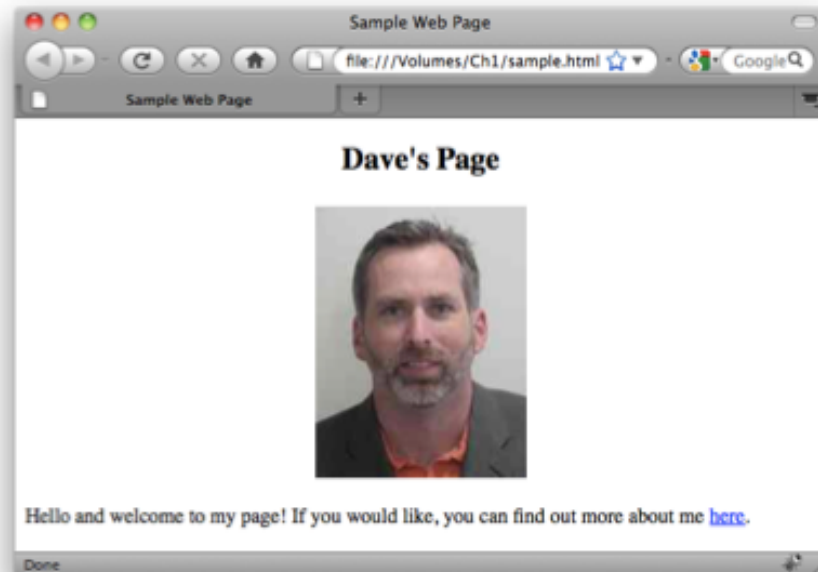 Sample Web Page
file:///Volumes/Ch1/sample.html
Google
Sample Web Page +
Dave's Page
Hello and welcome to my page! If you would like, you can find out more about me here.
Done